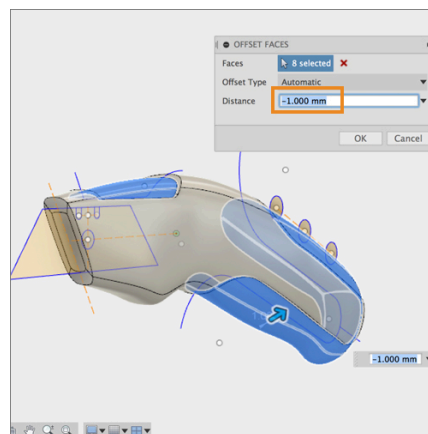 OFFSET FACES
Faces
8 selected
Offset Type
Automatic
Distance
-1.000 mm
OK
Cancel
-1.000 mm